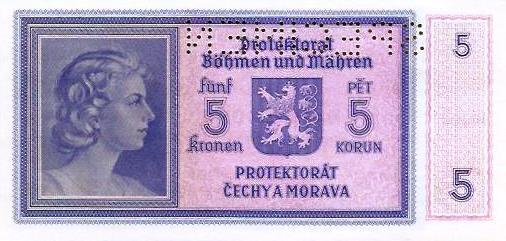 Protektorat
Böhmen und Mähren
fünf PĚT
5 5
kronen KORUN
PROTEKTORÁT
ČECHY A MORAVA
5
5